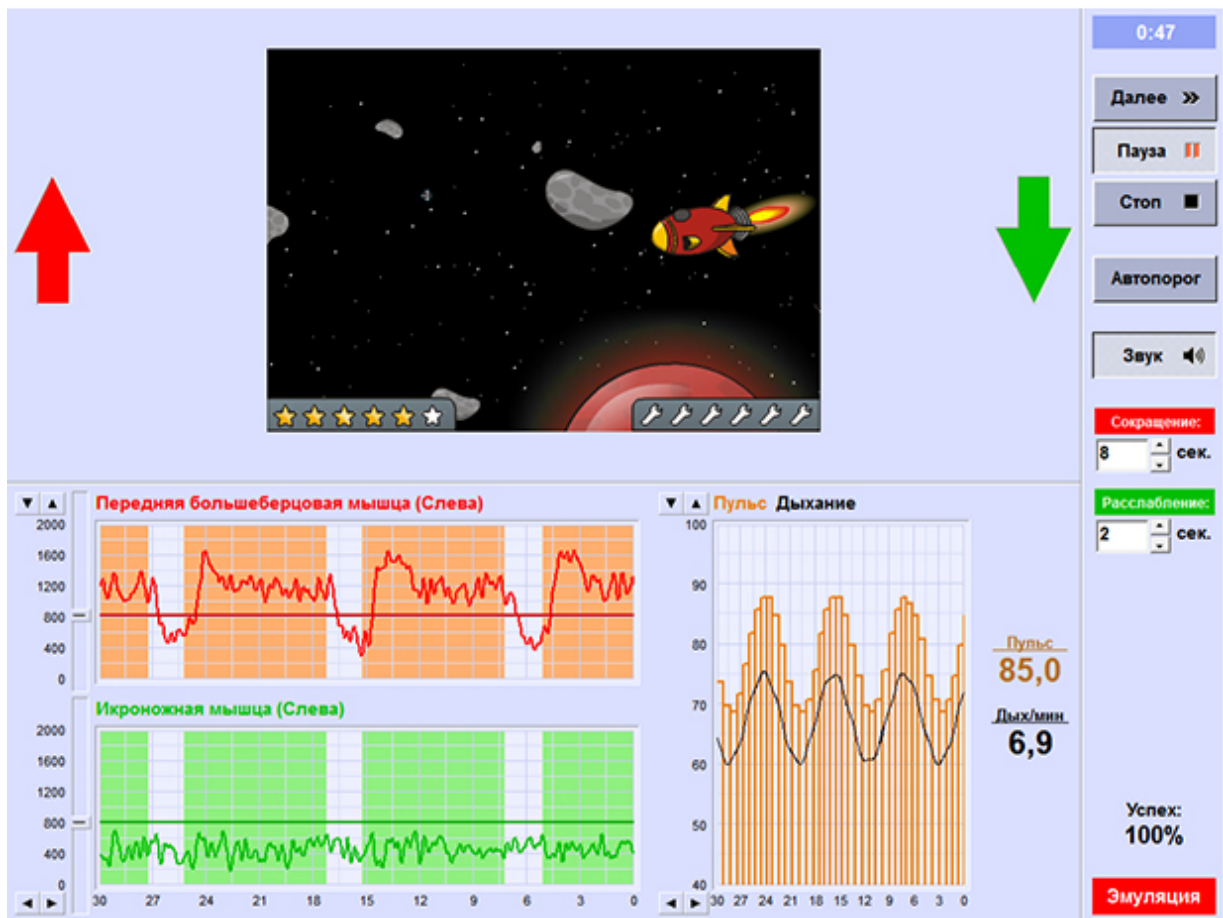 0:47
Далее
Пауза
Стоп
Автопорог
Звук
Сокращение:
8 сек.
Расслабление:
2 сек.
Передняя большеберцовая мышца (Слева)
2000
1600
1200
800
400
0
Икроножная мышца (Слева)
2000
1600
1200
800
400
0
30 27 24 21 18 15 12 9 6 3 0
Пульс Дыхание
100
90
80
70
60
50
40
30 27 24 21 18 15 12 9 6 3 0
Пульс
85,0
Дых/мин
6,9
Успех:
100%
Эмуляция